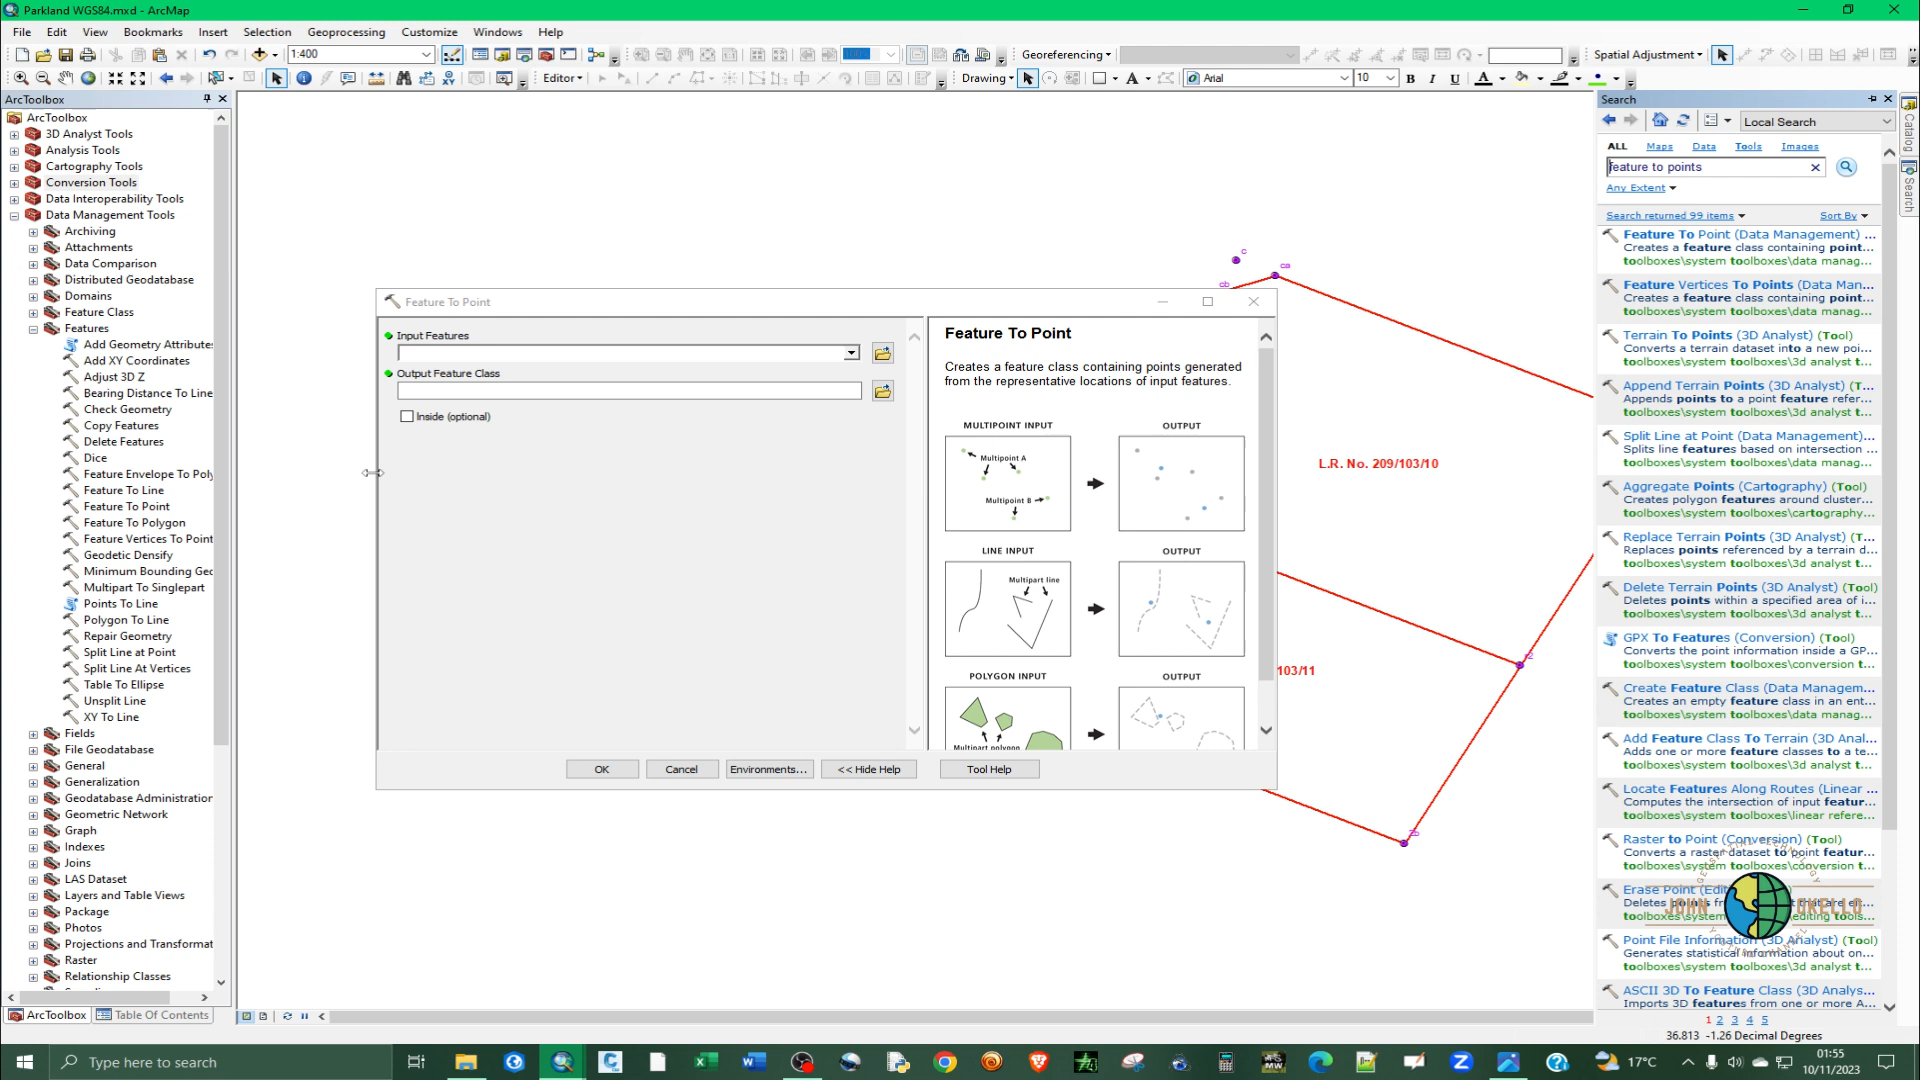 Parkland WGS84.mxd - ArcMap
File Edit View Bookmarks Insert Selection Geoprocessing Customize Windows Help
1:400
Georeferencing
Spatial Adjustment
Editor
Drawing
A
Arial
10
B I U A
ArcToolbox
ArcToolbox
3D Analyst Tools
Analysis Tools
Cartography Tools
Conversion Tools
Data Interoperability Tools
Data Management Tools
Archiving
Attachments
Data Comparison
Distributed Geodatabase
Domains
Feature Class
Features
Add Geometry Attributes
Add XY Coordinates
Adjust 3D Z
Bearing Distance To Line
Check Geometry
Copy Features
Delete Features
Dice
Feature Envelope To Poly
Feature To Line
Feature To Point
Feature To Polygon
Feature Vertices To Point
Geodetic Densify
Minimum Bounding Geo
Multipart To Singlepart
Points To Line
Polygon To Line
Repair Geometry
Split Line at Point
Split Line At Vertices
Table To Ellipse
Unsplit Line
XY To Line
Fields
File Geodatabase
General
Generalization
Geodatabase Administration
Geometric Network
Graph
Indexes
Joins
LAS Dataset
Layers and Table Views
Package
Photos
Projections and Transformat
Raster
Relationship Classes
ArcToolbox
Table Of Contents
c
ca
cb
L.R. No. 209/103/10
103/11
Feature To Point
Input Features
Output Feature Class
Inside (optional)
OK
Cancel
Environments...
<< Hide Help
Tool Help
Feature To Point
Creates a feature class containing points generated
from the representative locations of input features.
MULTIPOINT INPUT
OUTPUT
Multipoint A
Multipoint B
LINE INPUT
OUTPUT
Multipart line
POLYGON INPUT
OUTPUT
Multipart polygon
Search
Local Search
ALL Maps Data Tools Images
feature to points
Any Extent
Search returned 99 items
Sort By
Feature To Point (Data Management) ...
Creates a feature class containing point...
toolboxes\system toolboxes\data manag...
Feature Vertices To Points (Data Man...
Creates a feature class containing point...
toolboxes\system toolboxes\data manag...
Terrain To Points (3D Analyst) (Tool)
Converts a terrain dataset into a new poi...
toolboxes\system toolboxes\3d analyst t...
Append Terrain Points (3D Analyst) (T...
Appends points to a point feature refer...
toolboxes\system toolboxes\3d analyst t...
Split Line at Point (Data Management)...
Splits line features based on intersection ...
toolboxes\system toolboxes\data manag...
Aggregate Points (Cartography) (Tool)
Creates polygon features around cluster...
toolboxes\system toolboxes\cartography...
Replace Terrain Points (3D Analyst) (T...
Replaces points referenced by a terrain d...
toolboxes\system toolboxes\3d analyst t...
Delete Terrain Points (3D Analyst) (Tool)
Deletes points within a specified area of i...
toolboxes\system toolboxes\3d analyst t...
GPX To Features (Conversion) (Tool)
Converts the point information inside a GP...
toolboxes\system toolboxes\conversion t...
Create Feature Class (Data Managem...
Creates an empty feature class in an ent...
toolboxes\system toolboxes\data manag...
Add Feature Class To Terrain (3D Anal...
Adds one or more feature classes to a te...
toolboxes\system toolboxes\3d analyst t...
Locate Features Along Routes (Linear ...
Computes the intersection of input featur...
toolboxes\system toolboxes\linear refere...
Raster to Point (Conversion) (Tool)
Converts a raster dataset to point featur...
toolboxes\system toolboxes\conversion t...
Erase Point (Edi
toolboxes\system
editing tools...
JOHN OKELLO
Point File Information (3D Analyst) (Tool)
Generates statistical information about on...
toolboxes\system toolboxes\3d analyst t...
ASCII 3D To Feature Class (3D Analys...
Imports 3D features from one or more A...
1 2 3 4 5
Catalog
Search
36.813 -1.26 Decimal Degrees
Type here to search
17°C
01:55
10/11/2023